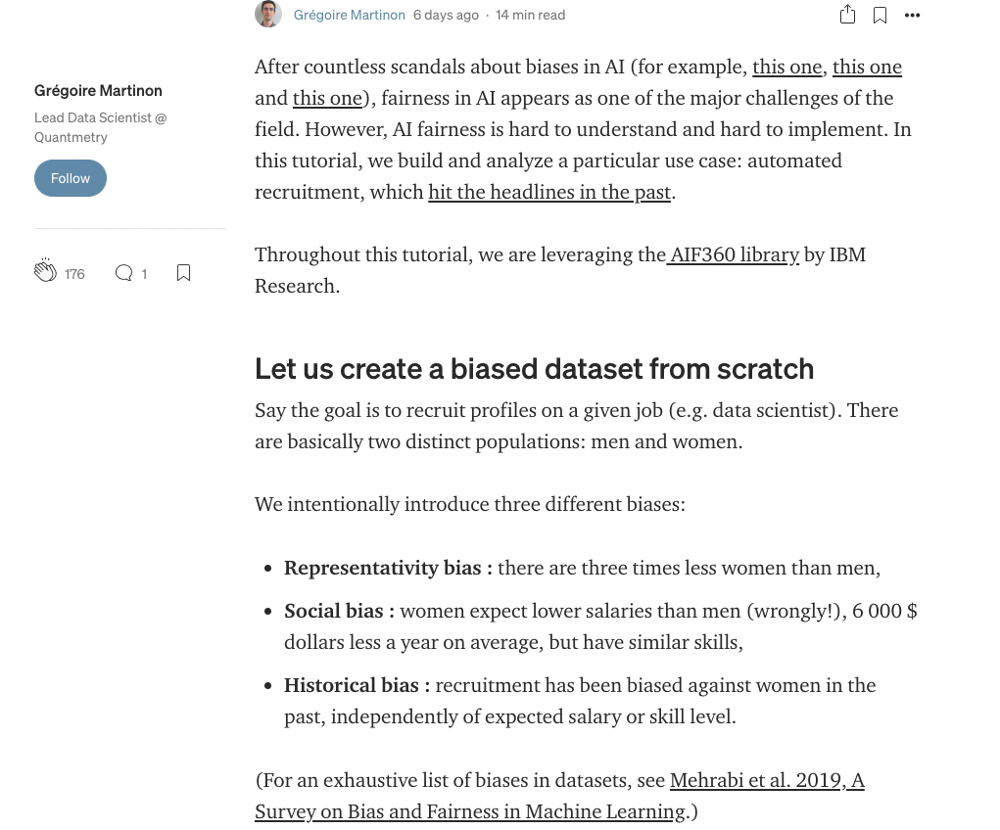 Grégoire Martinon 6 days ago · 14 min read
Grégoire Martinon
Lead Data Scientist @
Quantmetry
Follow
176 1
After countless scandals about biases in AI (for example, this one, this one
and this one), fairness in AI appears as one of the major challenges of the
field. However, AI fairness is hard to understand and hard to implement. In
this tutorial, we build and analyze a particular use case: automated
recruitment, which hit the headlines in the past.
Throughout this tutorial, we are leveraging the AIF360 library by IBM
Research.
Let us create a biased dataset from scratch
Say the goal is to recruit profiles on a given job (e.g. data scientist). There
are basically two distinct populations: men and women.
We intentionally introduce three different biases:
• Representativity bias : there are three times less women than men,
• Social bias : women expect lower salaries than men (wrongly!), 6 000 $
dollars less a year on average, but have similar skills,
• Historical bias : recruitment has been biased against women in the
past, independently of expected salary or skill level.
(For an exhaustive list of biases in datasets, see Mehrabi et al. 2019, A
Survey on Bias and Fairness in Machine Learning.)